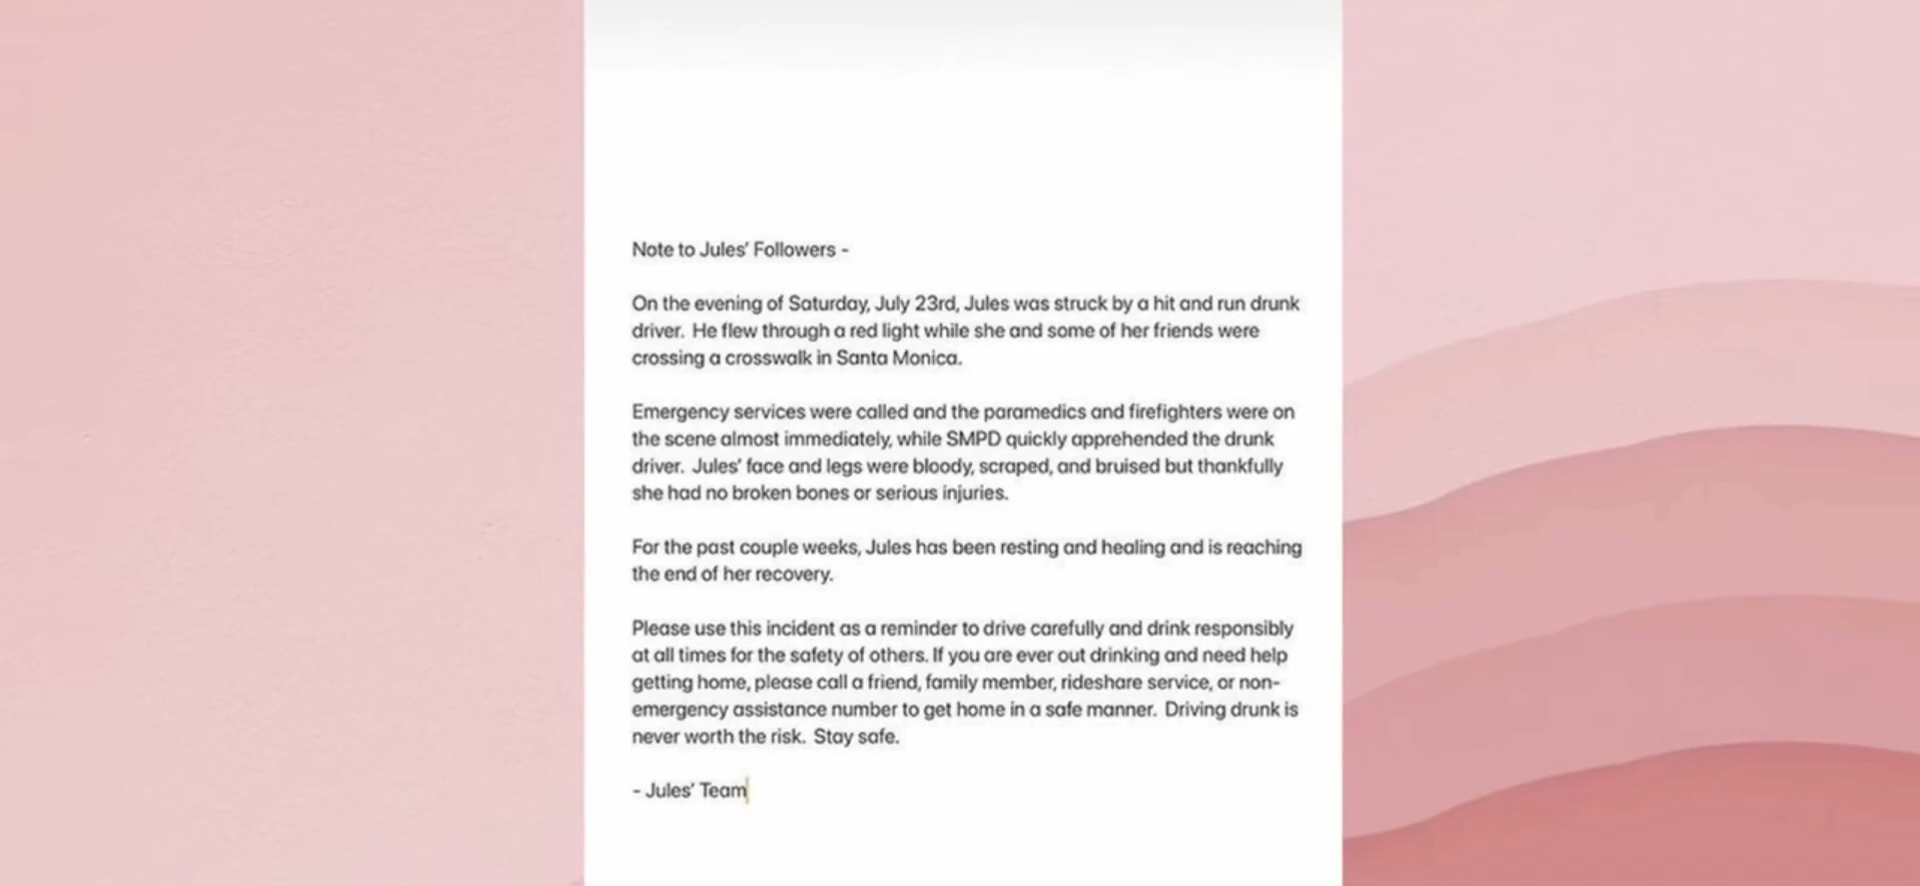 Note to Jules’ Followers -
On the evening of Saturday, July 23rd, Jules was struck by a hit and run drunk
driver. He flew through a red light while she and some of her friends were
crossing a crosswalk in Santa Monica.
Emergency services were called and the paramedics and firefighters were on
the scene almost immediately, while SMPD quickly apprehended the drunk
driver. Jules’ face and legs were bloody, scraped, and bruised but thankfully
she had no broken bones or serious injuries.
For the past couple weeks, Jules has been resting and healing and is reaching
the end of her recovery.
Please use this incident as a reminder to drive carefully and drink responsibly
at all times for the safety of others. If you are ever out drinking and need help
getting home, please call a friend, family member, rideshare service, or non-
emergency assistance number to get home in a safe manner. Driving drunk is
never worth the risk. Stay safe.
- Jules’ Team